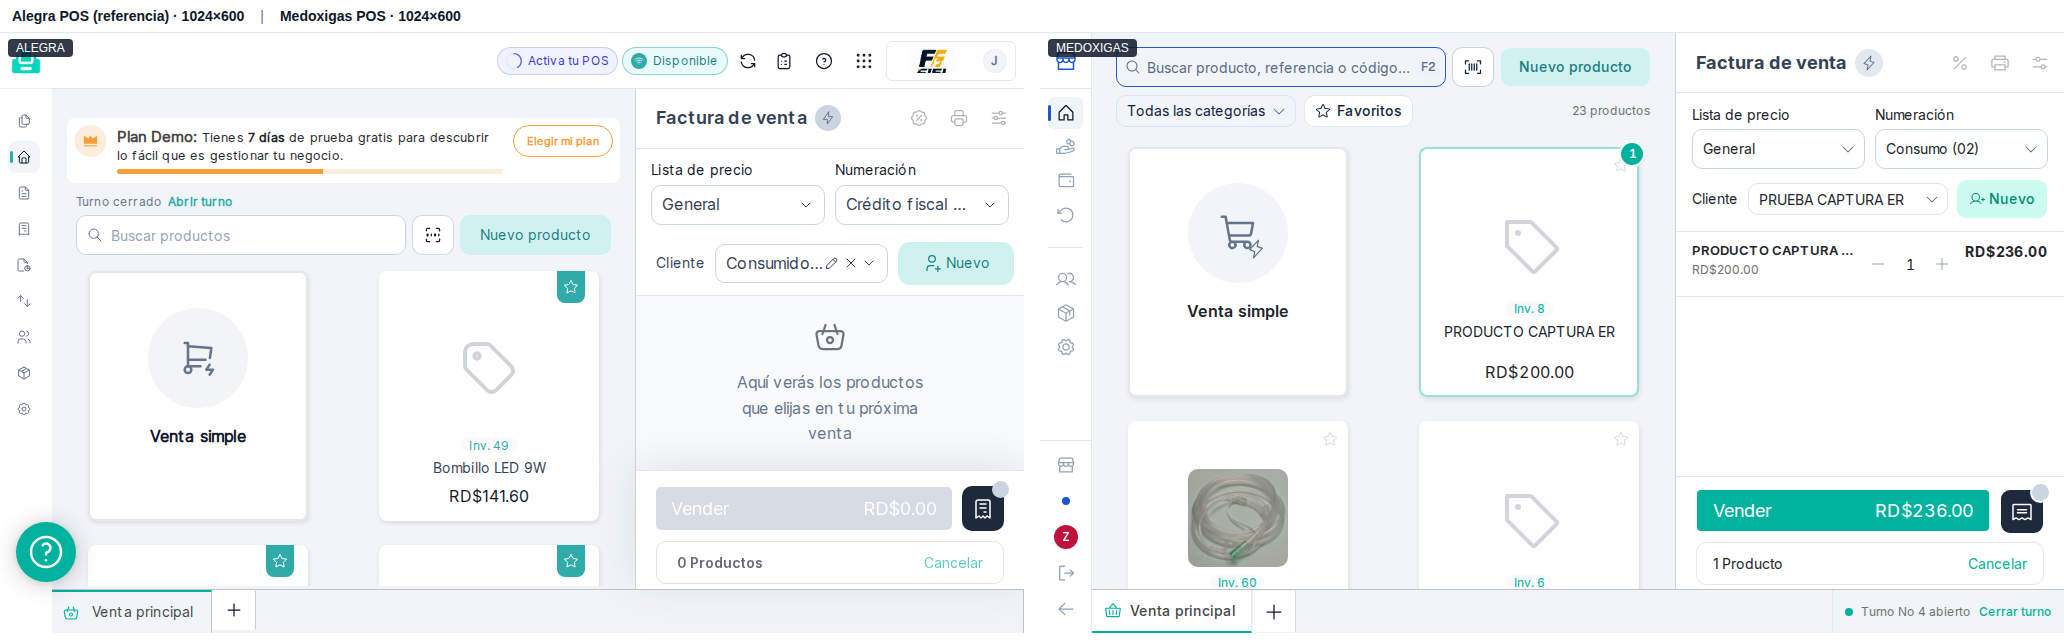 Alegra POS (referencia) · 1024×600 | Medoxigas POS · 1024×600
ALEGRA
Activa tu POS
Disponible
J
Plan Demo: Tienes 7 días de prueba gratis para descubrir
lo fácil que es gestionar tu negocio.
Elegir mi plan
Turno cerrado Abrir turno
Buscar productos
Nuevo producto
Venta simple
Inv. 49
Bombillo LED 9W
RD$141.60
Factura de venta
Lista de precio
Numeración
General
Crédito fiscal ...
Cliente
Consumido...
Nuevo
Aquí verás los productos
que elijas en tu próxima
venta
Vender RD$0.00
0 Productos
Cancelar
Venta principal
+
MEDOXIGAS
Buscar producto, referencia o código... F2
Nuevo producto
Todas las categorías
Favoritos
23 productos
Venta simple
1
Inv. 8
PRODUCTO CAPTURA ER
RD$200.00
Inv. 60
Inv. 6
Z
Factura de venta
Lista de precio
Numeración
General
Consumo (02)
Cliente
PRUEBA CAPTURA ER
Nuevo
PRODUCTO CAPTURA ...
RD$200.00
1
RD$236.00
Vender RD$236.00
1 Producto
Cancelar
Venta principal
+
Turno No 4 abierto
Cerrar turno